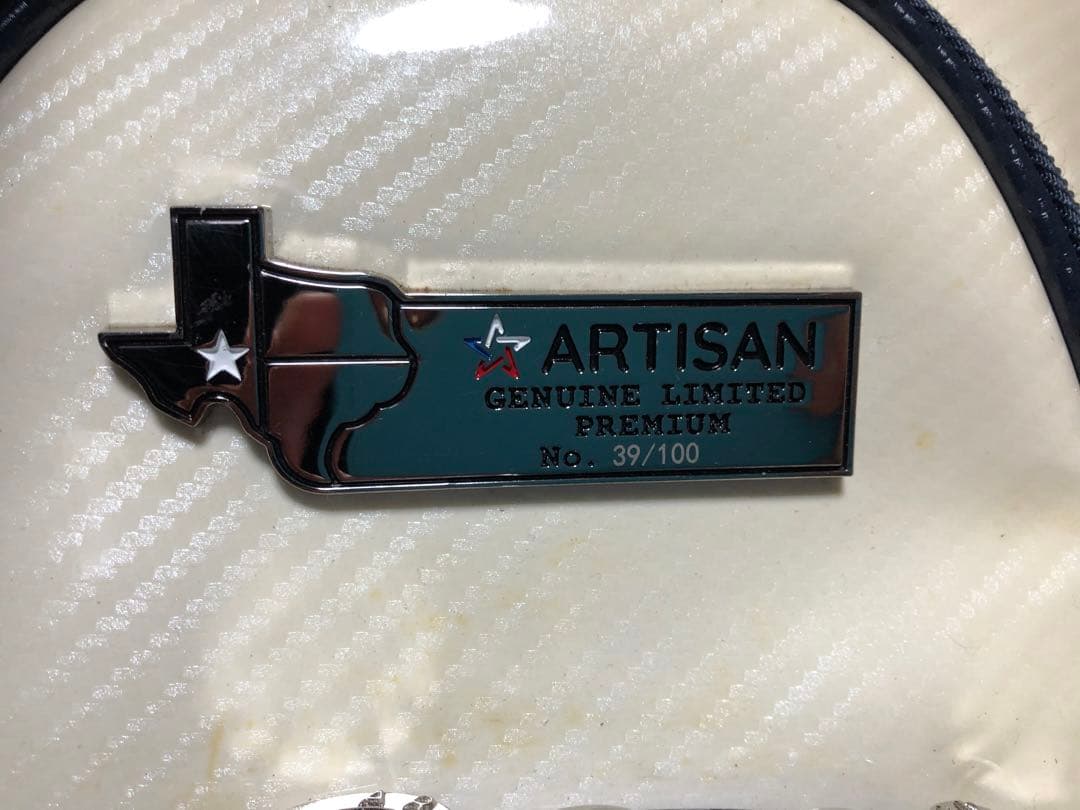 ARTISAN
GENUINE LIMITED
PREMIUM
No. 39/100